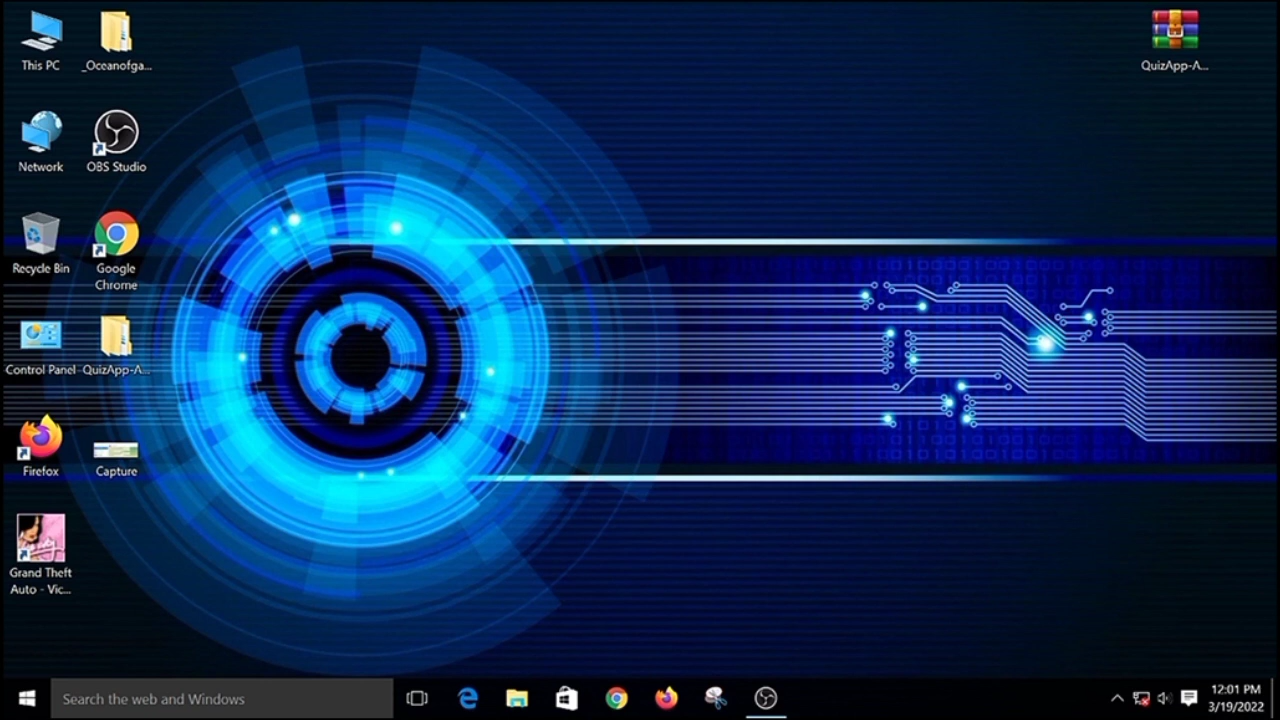 This PC
_Oceanofga...
QuizApp-A...
Network
OBS Studio
Recycle Bin
Google
Chrome
Control Panel
QuizApp-A...
Firefox
Capture
Grand Theft
Auto - Vic...
Search the web and Windows
12:01 PM
3/19/2022